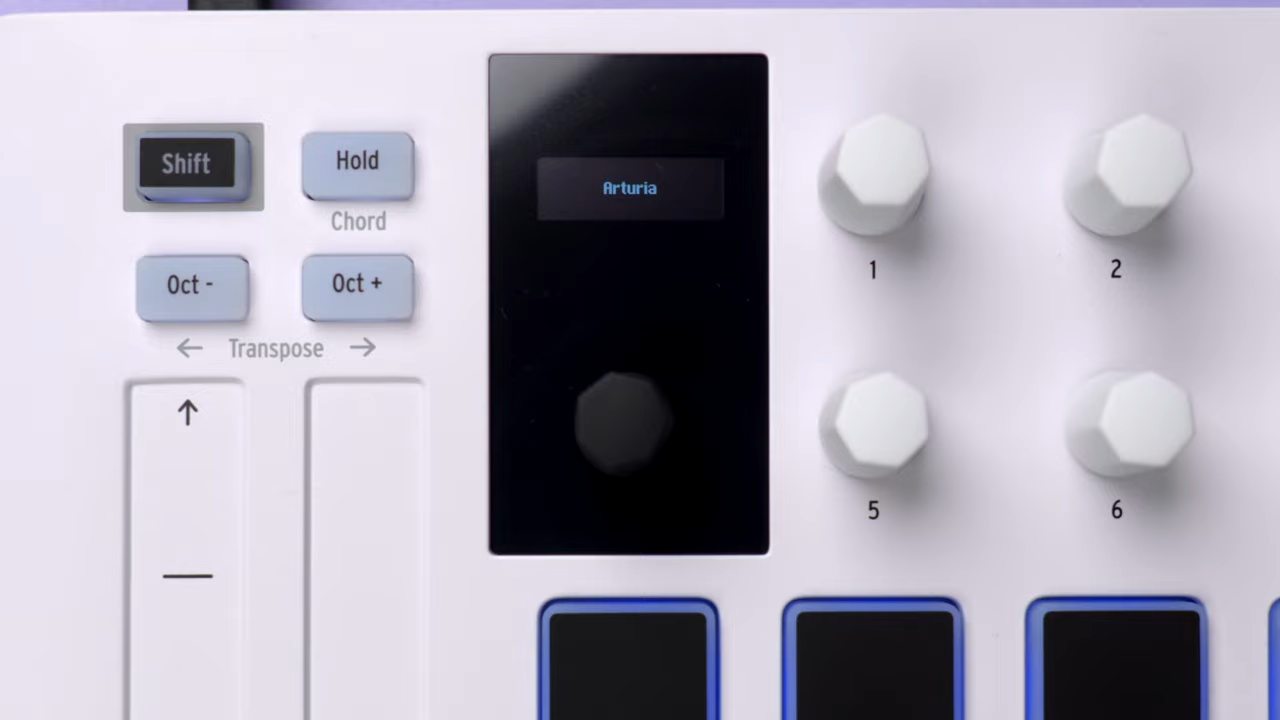 Shift
Hold
Chord
Oct -
Oct +
← Transpose →
Arturia
1
2
5
6